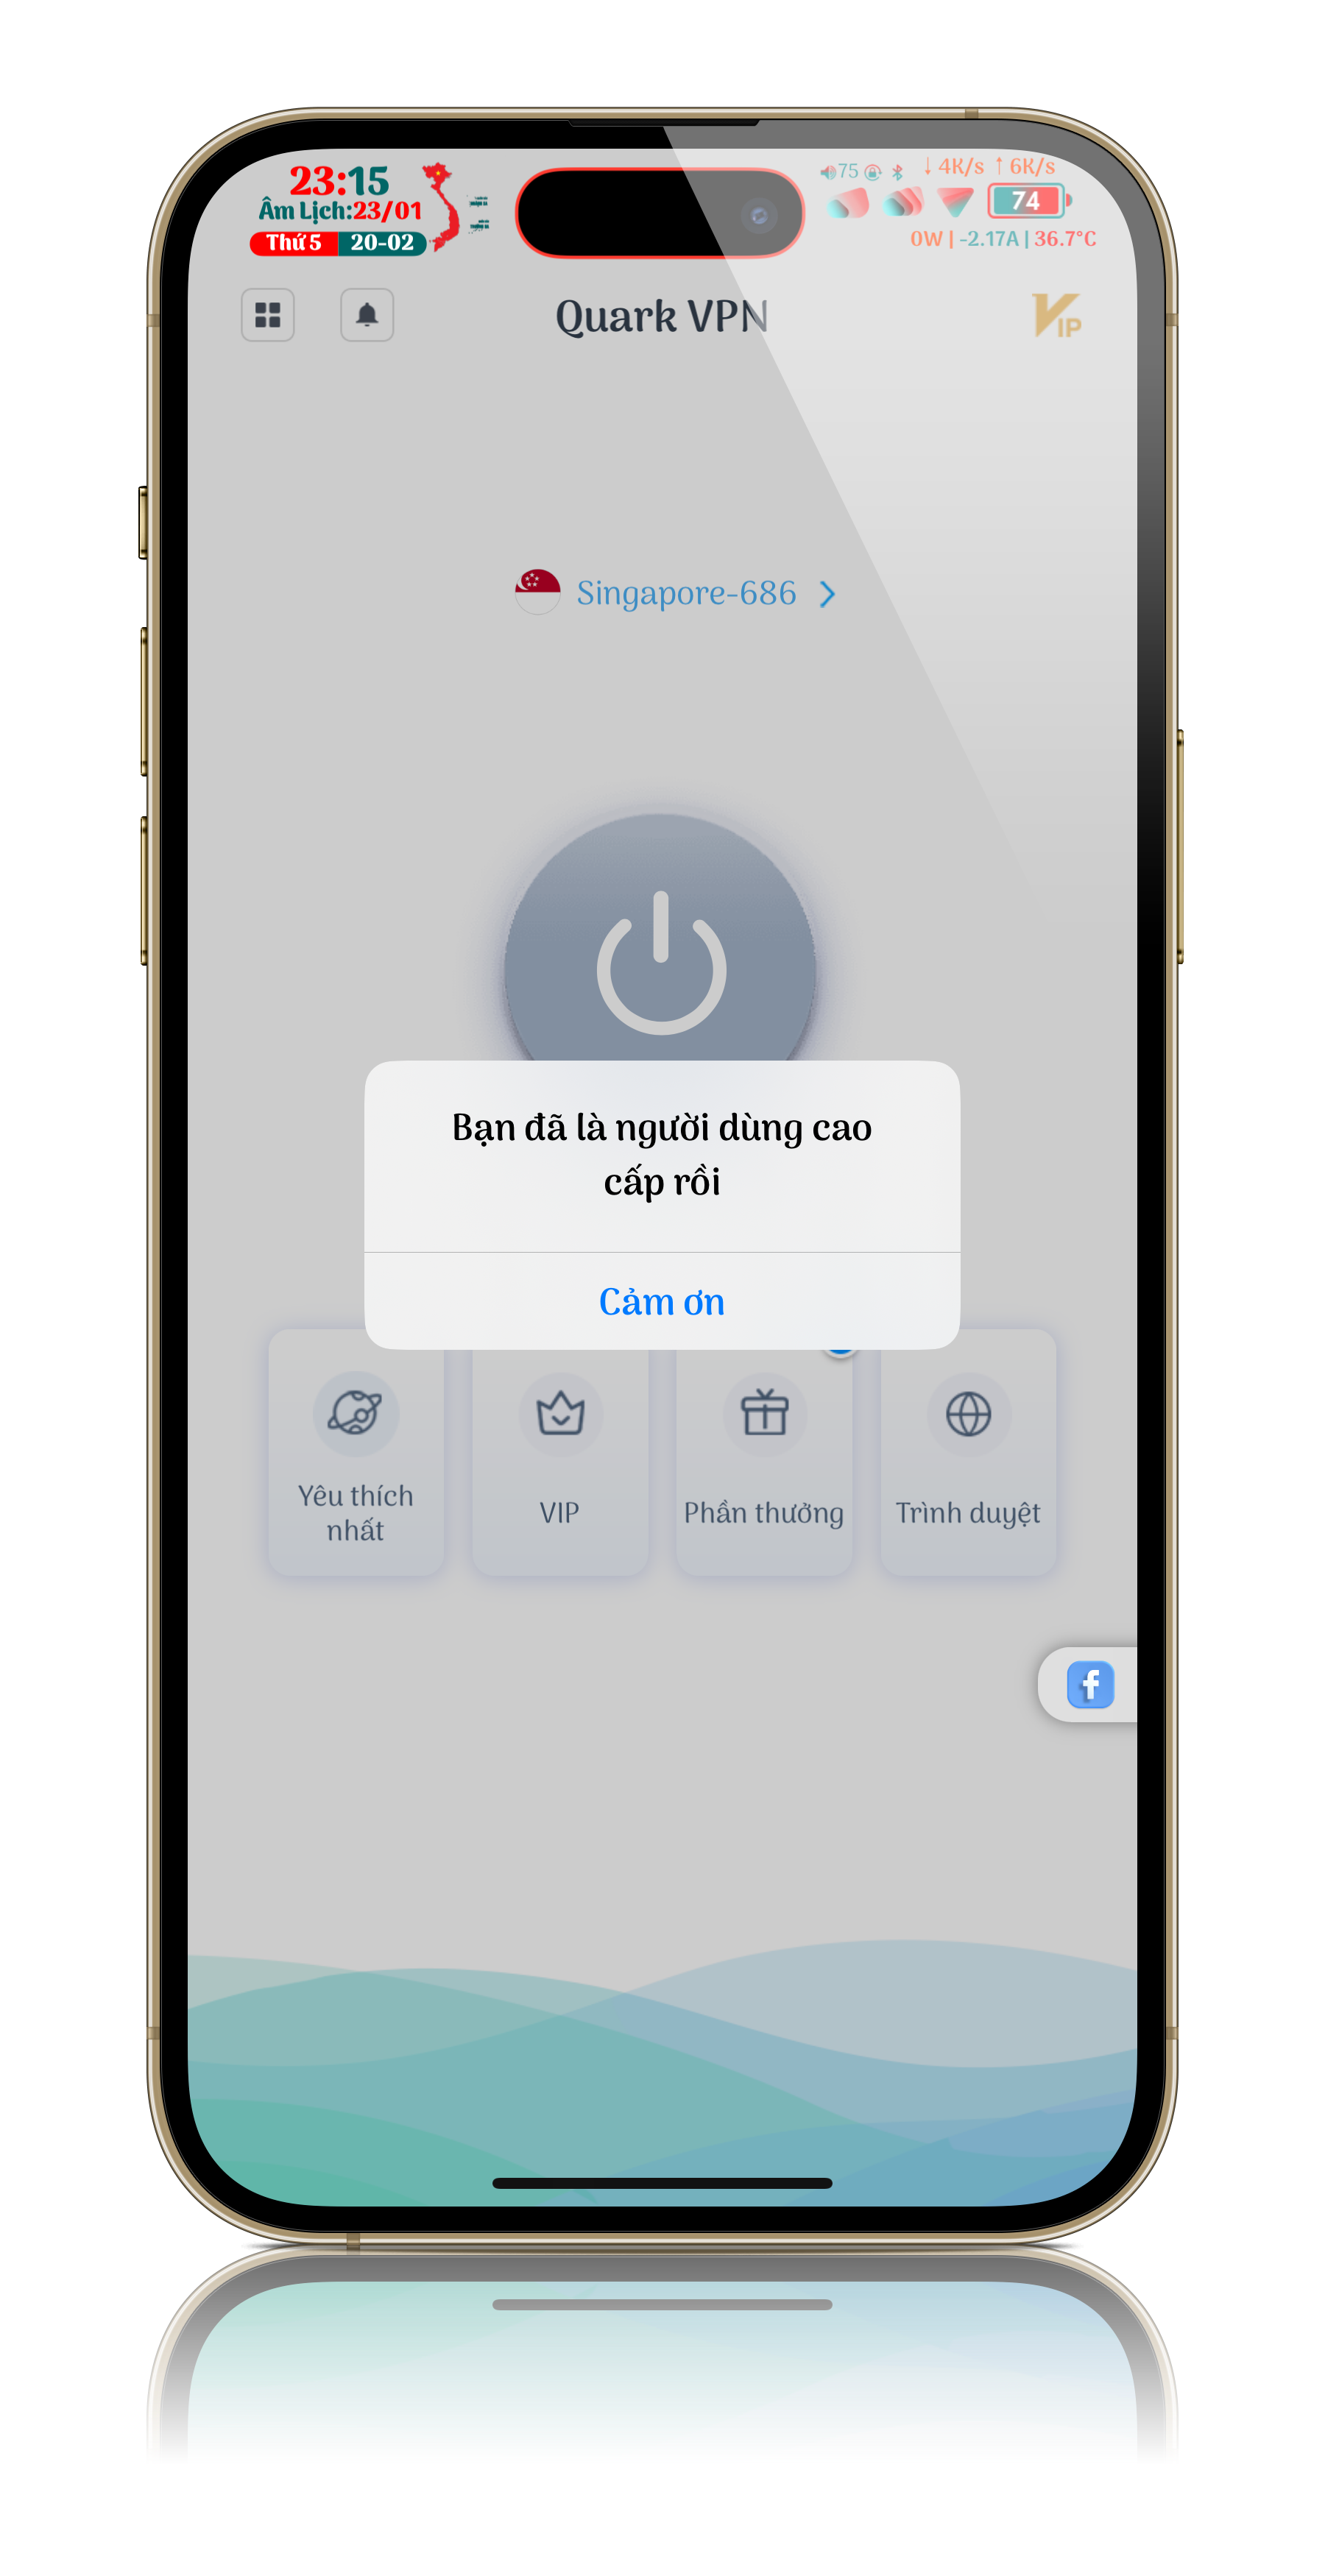 23:15
Âm Lịch:23/01
Thứ 5 20-02
75 ↓ 4K/s ↑ 6K/s
74
0W | -2.17A | 36.7°C
Quark VPN
VIP
Singapore-686
Bạn đã là người dùng cao
cấp rồi
Cảm ơn
Yêu thích
nhất
VIP
Phần thưởng
Trình duyệt